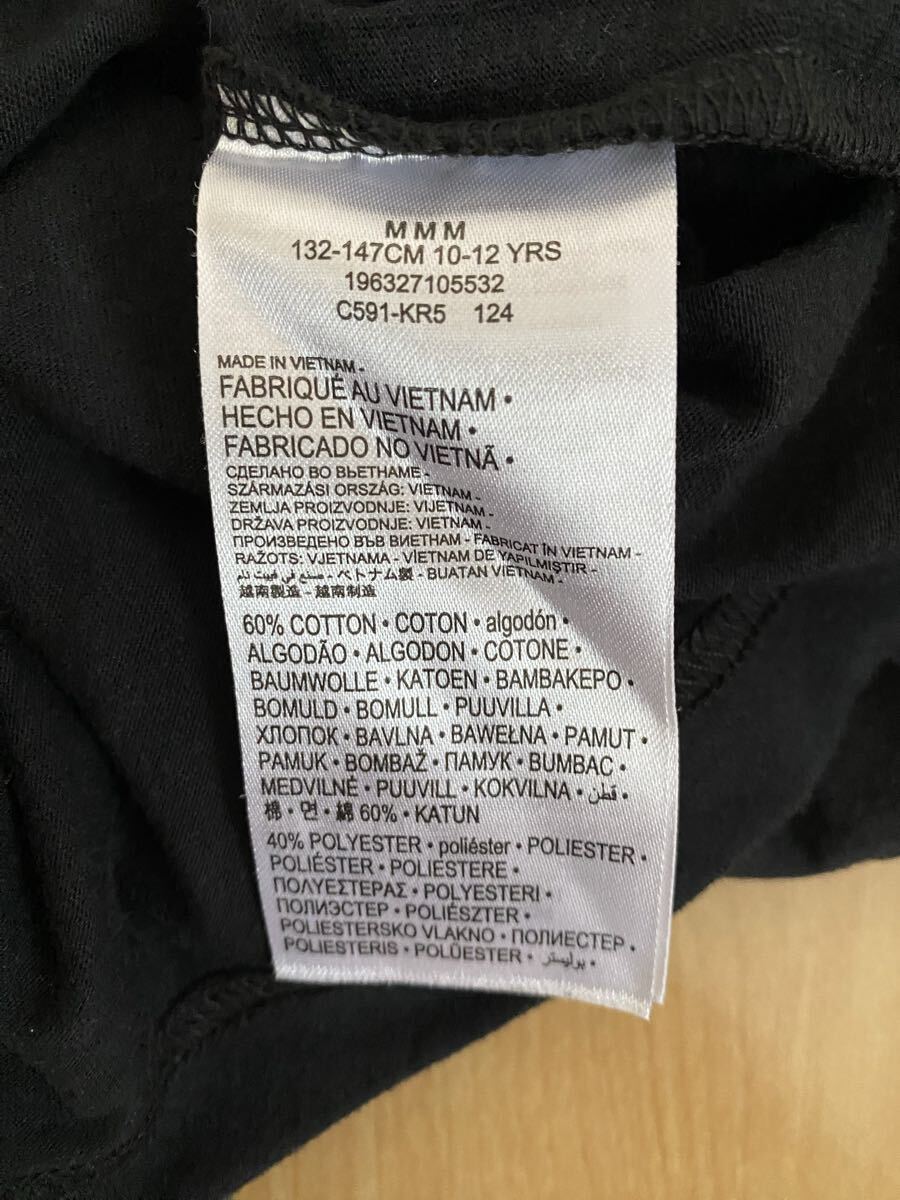 M M M
132-147CM 10-12 YRS
196327105532
C591-KR5 124
MADE IN VIETNAM -
FABRIQUÉ AU VIETNAM •
HECHO EN VIETNAM •
FABRICADO NO VIETNÃ •
СДЕЛАНО ВО ВЬЕТНАМЕ -
SZÁRMAZÁSI ORSZÁG: VIETNAM -
ZEMLJA PROIZVODNJE: VIJETNAM -
DRŽAVA PROIZVODNJE: VIETNAM -
ПРОИЗВЕДЕНО ВЪВ ВИЕТНАМ - FABRICAT ÎN VIETNAM -
RAŽOTS: VJETNAMA - VİETNAM DE YAPILMIŞTIR -
صنع في فييت نام - ベトナム製 - BUATAN VIETNAM -
越南製造 - 越南制造
60% COTTON • COTON • algodón •
ALGODÃO • ALGODON • COTONE •
BAUMWOLLE • KATOEN • ΒΑΜΒΑΚΕΡΟ •
BOMULD • BOMULL • PUUVILLA •
ХЛОПОК • BAVLNA • BAWEŁNA • PAMUT •
PAMUK • BOMBAŽ • ПАМУК • BUMBAC •
MEDVILNĖ • PUUVILL • KOKVILNA • قطن •
棉 • 면 • 綿 60% • KATUN
40% POLYESTER • poliéster • POLIESTER •
POLIÉSTER • POLIESTERE •
ΠΟΛΥΕΣΤΕΡΑΣ • POLYESTERI •
ПОЛИЭСТЕР • POLIÉSZTER •
POLIESTERSKO VLAKNO • ПОЛИЕСТЕР •
POLIESTERIS • POLÜESTER • بوليستر •